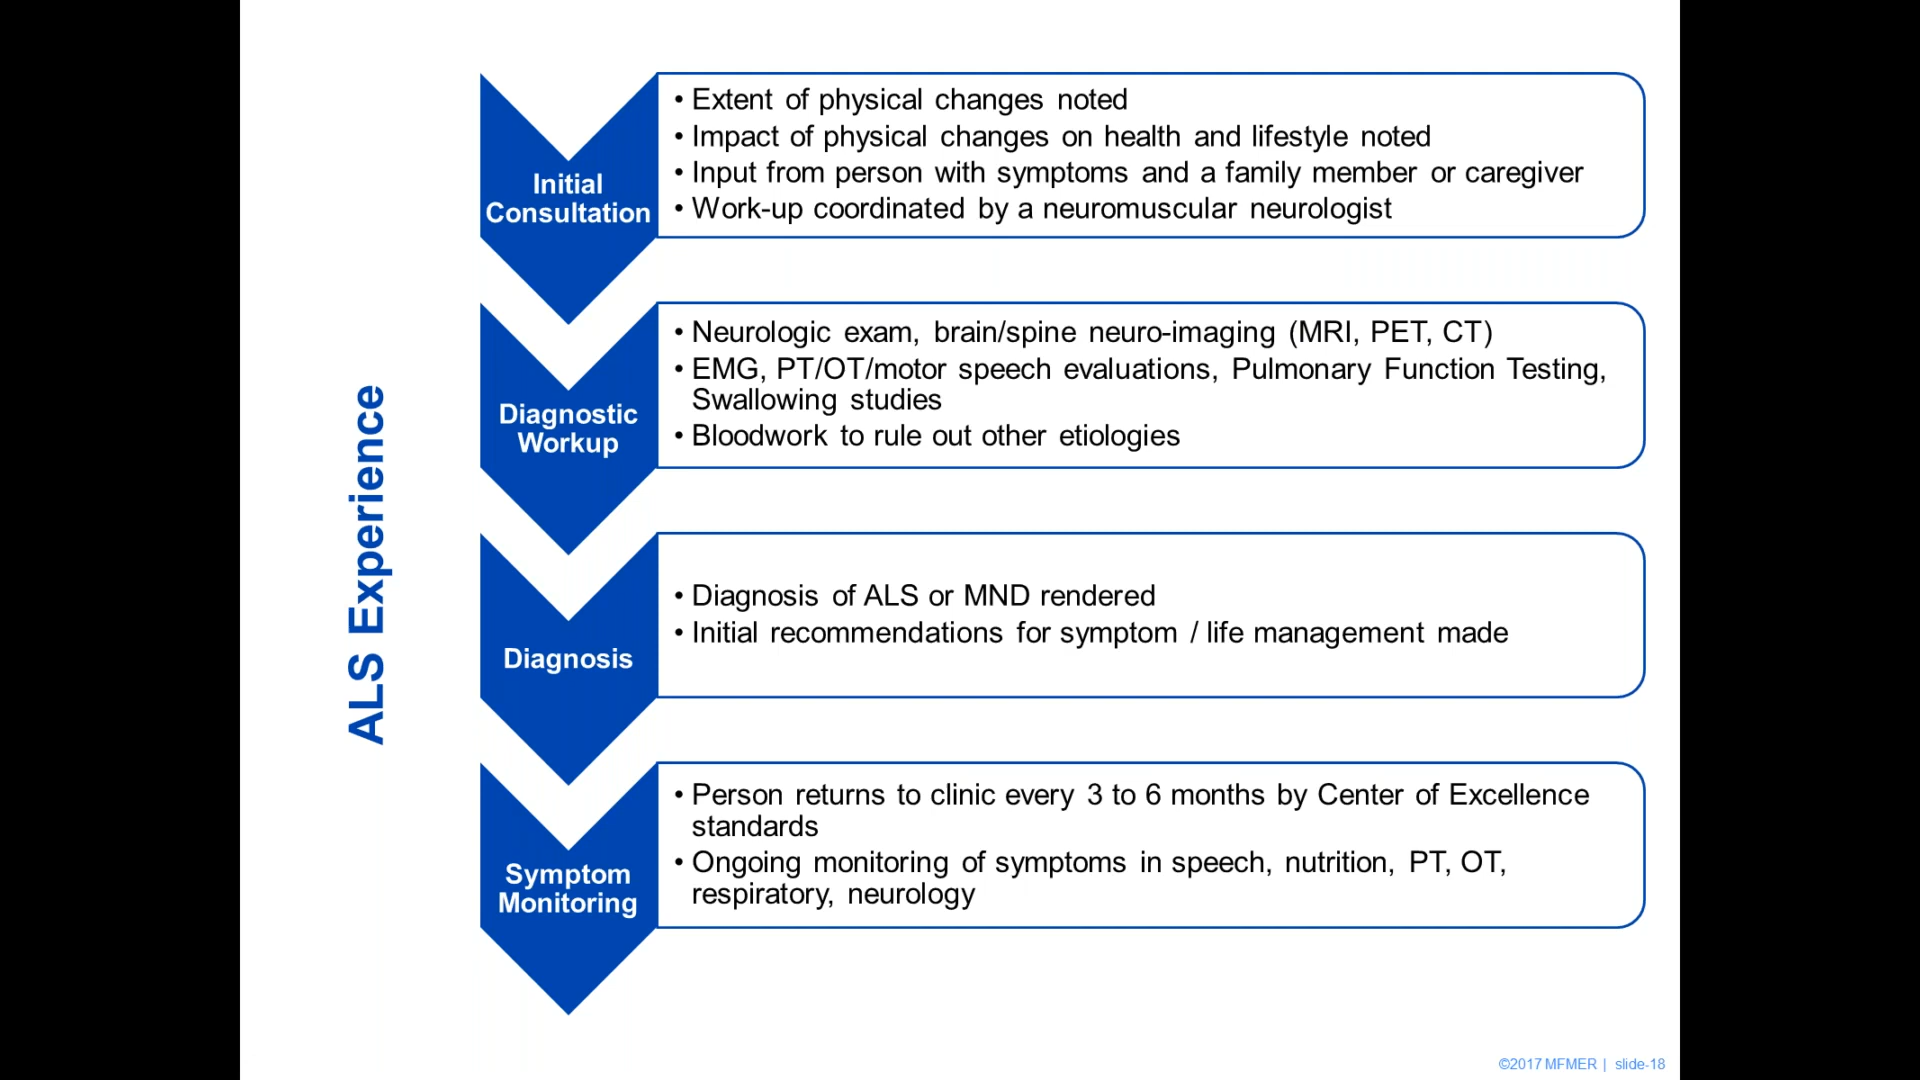 ALS Experience
Initial
Consultation
• Extent of physical changes noted
• Impact of physical changes on health and lifestyle noted
• Input from person with symptoms and a family member or caregiver
• Work-up coordinated by a neuromuscular neurologist
Diagnostic
Workup
• Neurologic exam, brain/spine neuro-imaging (MRI, PET, CT)
• EMG, PT/OT/motor speech evaluations, Pulmonary Function Testing,
Swallowing studies
• Bloodwork to rule out other etiologies
Diagnosis
• Diagnosis of ALS or MND rendered
• Initial recommendations for symptom / life management made
Symptom
Monitoring
• Person returns to clinic every 3 to 6 months by Center of Excellence
standards
• Ongoing monitoring of symptoms in speech, nutrition, PT, OT,
respiratory, neurology
©2017 MFMER | slide-18